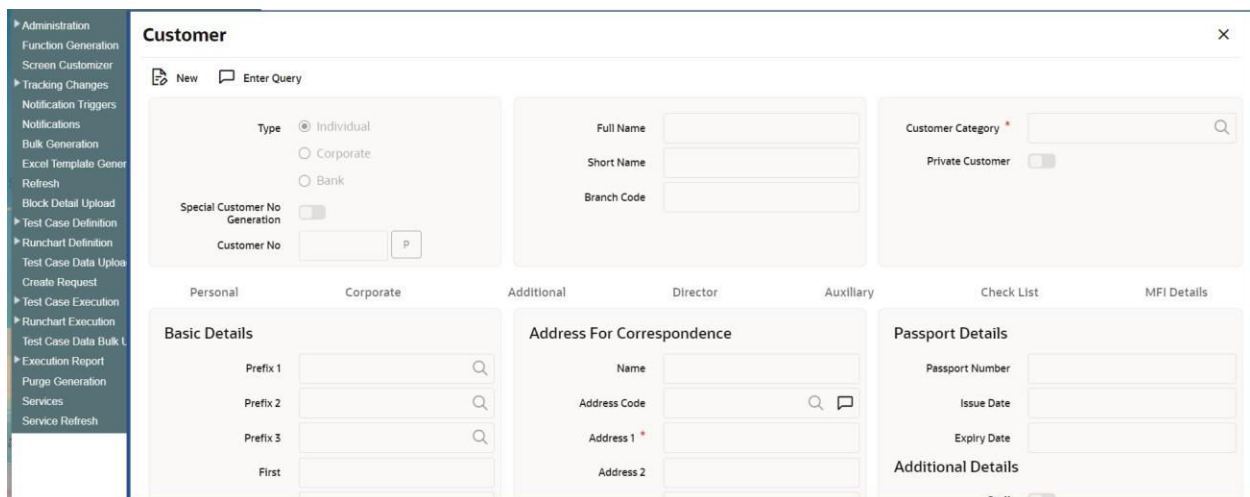 Administration
Function Generation
Screen Customizer
Tracking Changes
Notification Triggers
Notifications
Bulk Generation
Excel Template Gener
Refresh
Block Detail Upload
Test Case Definition
Runchart Definition
Test Case Data Uploa
Create Request
Test Case Execution
Runchart Execution
Test Case Data Bulk U
Execution Report
Purge Generation
Services
Service Refresh
Customer
New Enter Query
Type
Individual
Corporate
Bank
Special Customer No
Generation
Customer No
P
Full Name
Short Name
Branch Code
Customer Category *
Private Customer
Personal Corporate Additional Director Auxiliary Check List MFI Details
Basic Details
Prefix 1
Prefix 2
Prefix 3
First
Address For Correspondence
Name
Address Code
Address 1 *
Address 2
Passport Details
Passport Number
Issue Date
Expiry Date
Additional Details